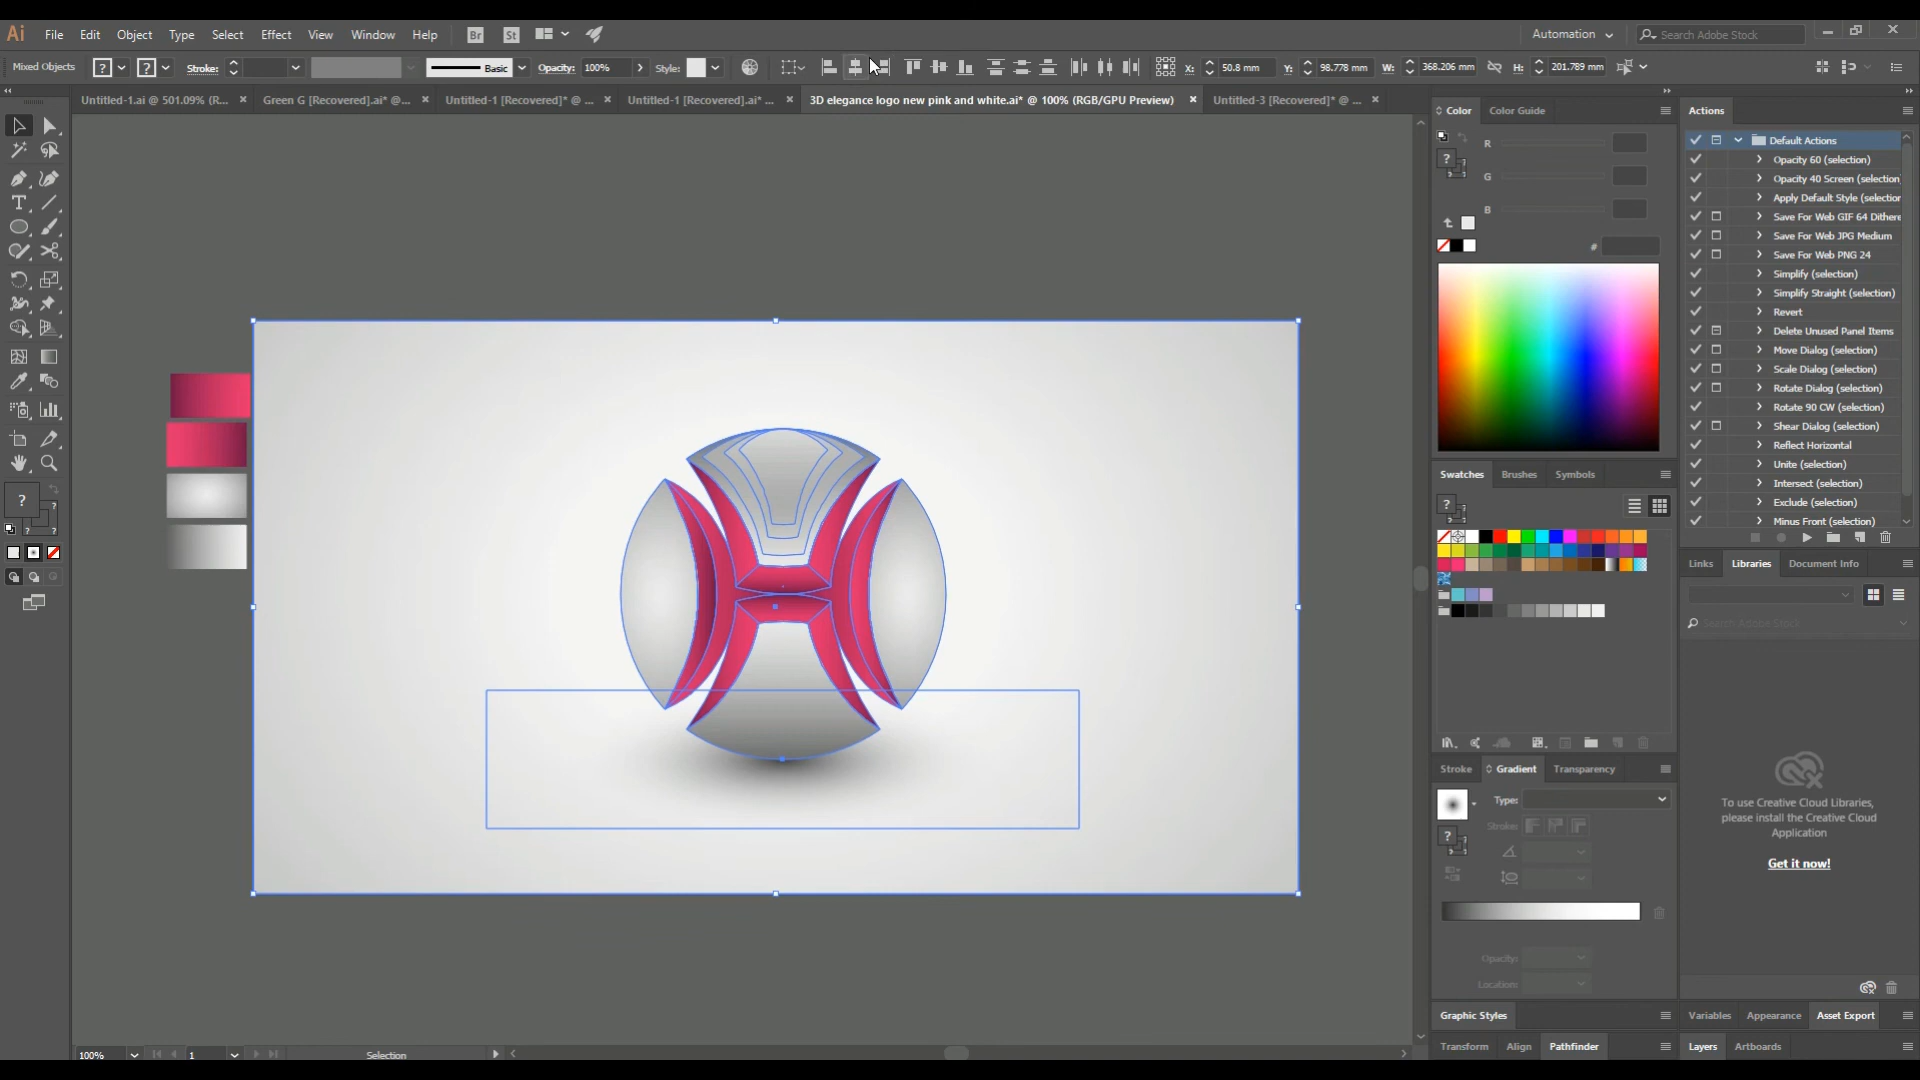 Ai File Edit Object Type Select Effect View Window Help Br St Automation Search Adobe Stock
Mixed Objects ? ? Stroke: Basic Opacity: 100% Style: X: 50.8 mm Y: 98.778 mm W: 368.206 mm H: 201.789 mm
Untitled-1.ai @ 501.09% (R... × Green G [Recovered].ai* @... × Untitled-1 [Recovered]* @ ... × Untitled-1 [Recovered].ai* ... × 3D elegance logo new pink and white.ai* @ 100% (RGB/GPU Preview) × Untitled-3 [Recovered]* @ ... ×
Color Color Guide
R
G
B
#
Swatches Brushes Symbols
Stroke Gradient Transparency
Type:
Stroke:
Opacity:
Location:
Graphic Styles
Transform Align Pathfinder
Actions
Default Actions
Opacity 60 (selection)
Opacity 40 Screen (selection
Apply Default Style (selection
Save For Web GIF 64 Dithere
Save For Web JPG Medium
Save For Web PNG 24
Simplify (selection)
Simplify Straight (selection)
Revert
Delete Unused Panel Items
Move Dialog (selection)
Scale Dialog (selection)
Rotate Dialog (selection)
Rotate 90 CW (selection)
Shear Dialog (selection)
Reflect Horizontal
Unite (selection)
Intersect (selection)
Exclude (selection)
Minus Front (selection)
Links Libraries Document Info
Search Adobe Stock
To use Creative Cloud Libraries,
please install the Creative Cloud
Application
Get it now!
Variables Appearance Asset Export
Layers Artboards
100% 1 Selection